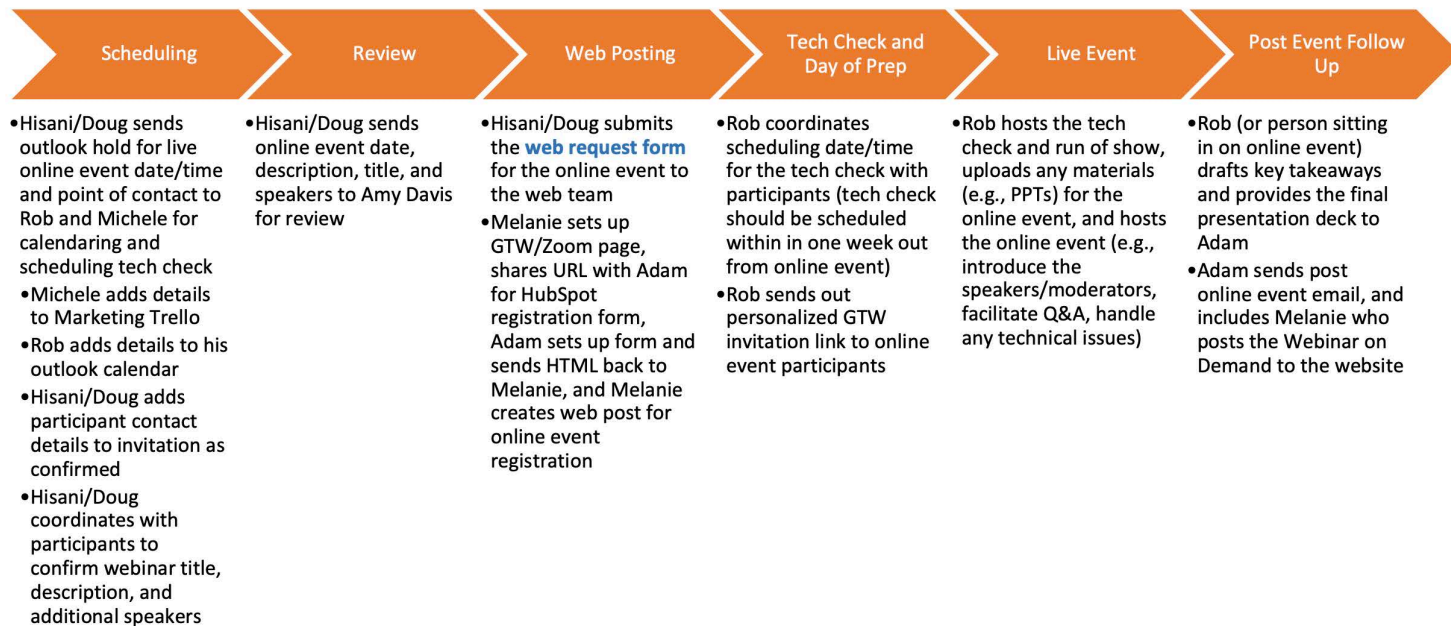 Scheduling
Review
Web Posting
Tech Check and
Day of Prep
Live Event
Post Event Follow
Up
•Hisani/Doug sends
outlook hold for live
online event date/time
and point of contact to
Rob and Michele for
calendaring and
scheduling tech check
•Michele adds details
to Marketing Trello
•Rob adds details to his
outlook calendar
•Hisani/Doug adds
participant contact
details to invitation as
confirmed
•Hisani/Doug
coordinates with
participants to
confirm webinar title,
description, and
additional speakers
•Hisani/Doug sends
online event date,
description, title, and
speakers to Amy Davis
for review
•Hisani/Doug submits
the web request form
for the online event to
the web team
•Melanie sets up
GTW/Zoom page,
shares URL with Adam
for HubSpot
registration form,
Adam sets up form and
sends HTML back to
Melanie, and Melanie
creates web post for
online event
registration
•Rob coordinates
scheduling date/time
for the tech check with
participants (tech check
should be scheduled
within in one week out
from online event)
•Rob sends out
personalized GTW
invitation link to online
event participants
•Rob hosts the tech
check and run of show,
uploads any materials
(e.g., PPTs) for the
online event, and hosts
the online event (e.g.,
introduce the
speakers/moderators,
facilitate Q&A, handle
any technical issues)
•Rob (or person sitting
in on online event)
drafts key takeaways
and provides the final
presentation deck to
Adam
•Adam sends post
online event email, and
includes Melanie who
posts the Webinar on
Demand to the website